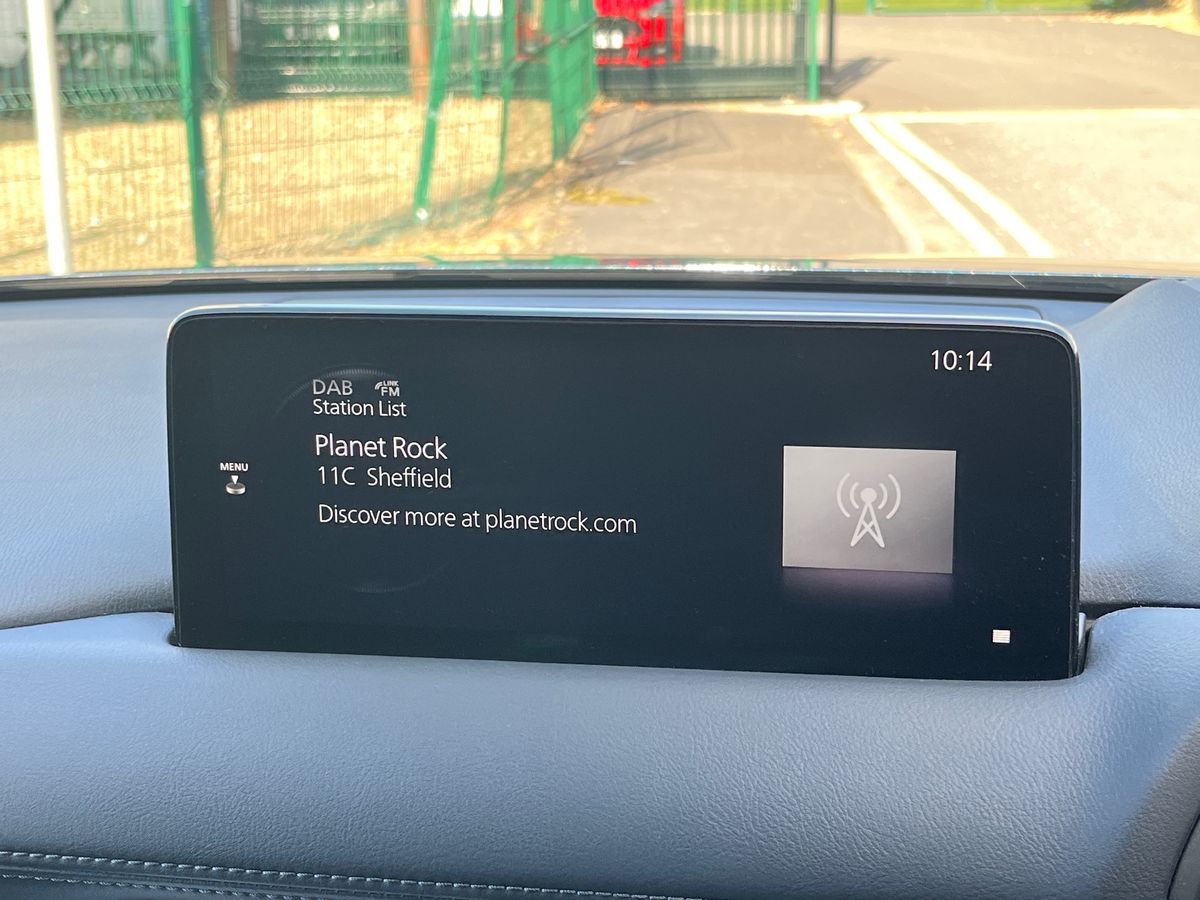 10:14
DAB LINK FM
Station List
Planet Rock
MENU
11C Sheffield
Discover more at planetrock.com